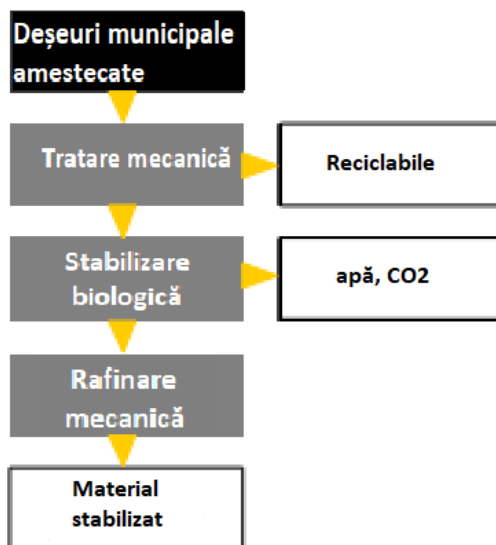 Deșeuri municipale
amestecate
Tratare mecanică
Reciclabile
Stabilizare
biologică
apă, CO2
Rafinare
mecanică
Material
stabilizat